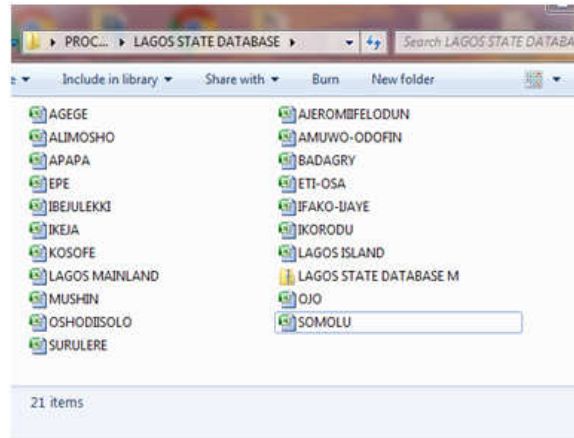 PROC... ▸ LAGOS STATE DATABASE ▸ Search LAGOS STATE DATABA
Include in library Share with Burn New folder
AGEGE AJEROMIIFELODUN
ALIMOSHO AMUWO-ODOFIN
APAPA BADAGRY
EPE ETI-OSA
IBEJULEKKI IFAKO-IJAYE
IKEJA IKORODU
KOSOFE LAGOS ISLAND
LAGOS MAINLAND LAGOS STATE DATABASE M
MUSHIN OJO
OSHODIISOLO SOMOLU
SURULERE
21 items